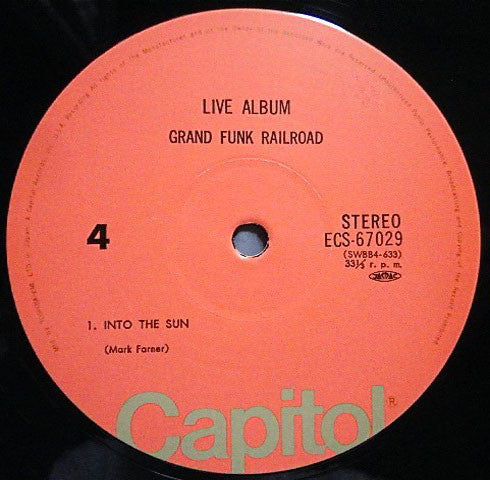 LIVE ALBUM
GRAND FUNK RAILROAD
4
STEREO
ECS-67029
(SWBB4-633)
33⅓ r. p. m.
JASRAC
1. INTO THE SUN
(Mark Farner)
Capitol
R.